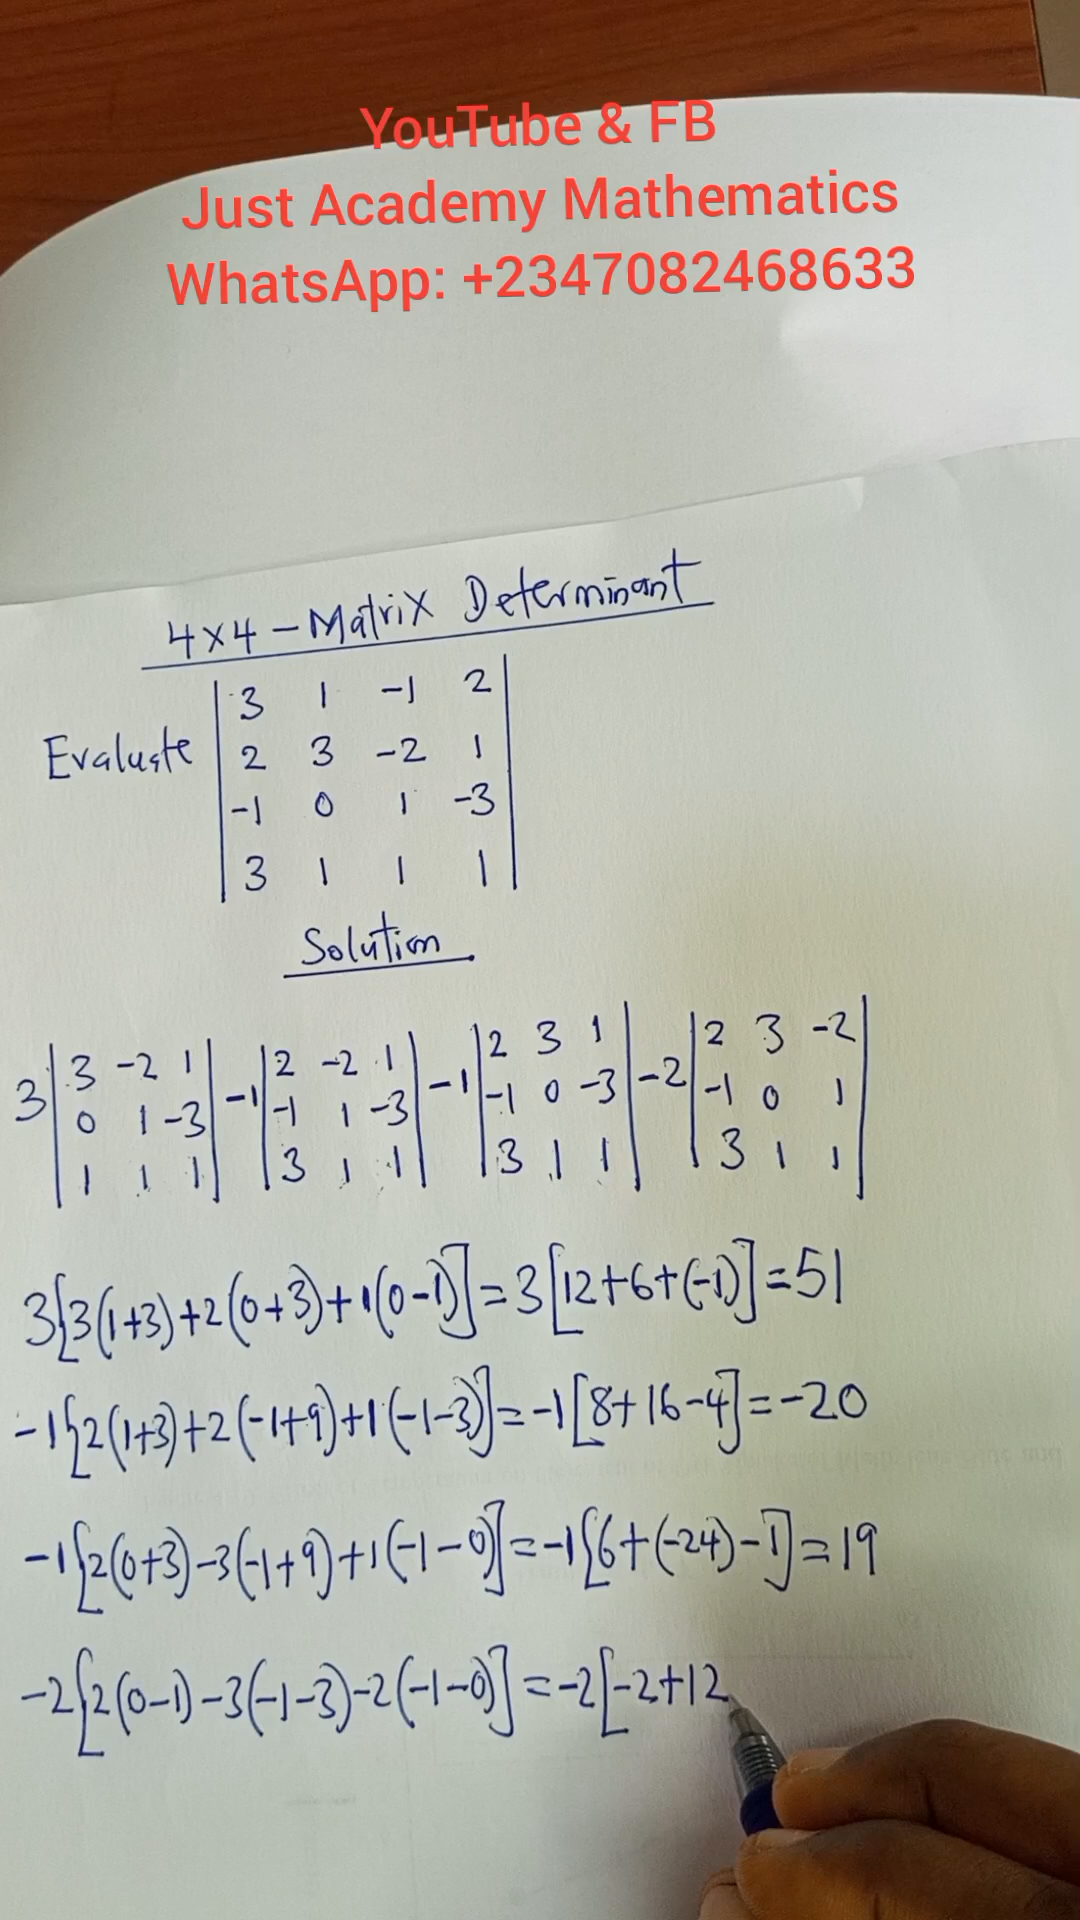 YouTube & FB
Just Academy Mathematics
WhatsApp: +2347082468633
4x4 - Matrix Determinant
Evaluate | 3 1 -1 2 |
| 2 3 -2 1 |
| -1 0 1 -3 |
| 3 1 1 1 |
Solution
3 | 3 -2 1 | -1 | 2 -2 1 | -1 | 2 3 1 | -2 | 2 3 -2 |
| 0 1 -3 | | -1 1 -3 | | -1 0 -3 | | -1 0 1 |
| 1 1 1 | | 3 1 1 | | 3 1 1 | | 3 1 1 |
3[3(1+3)+2(0+3)+1(0-1)] = 3[12+6+(-1)] = 51
-1[2(1+3)+2(-1+9)+1(-1-3)] = -1[8+16-4] = -20
-1[2(0+3)-3(-1+9)+1(-1-0)] = -1[6+(-24)-1] = 19
-2[2(0-1)-3(-1-3)-2(-1-0)] = -2[-2+12